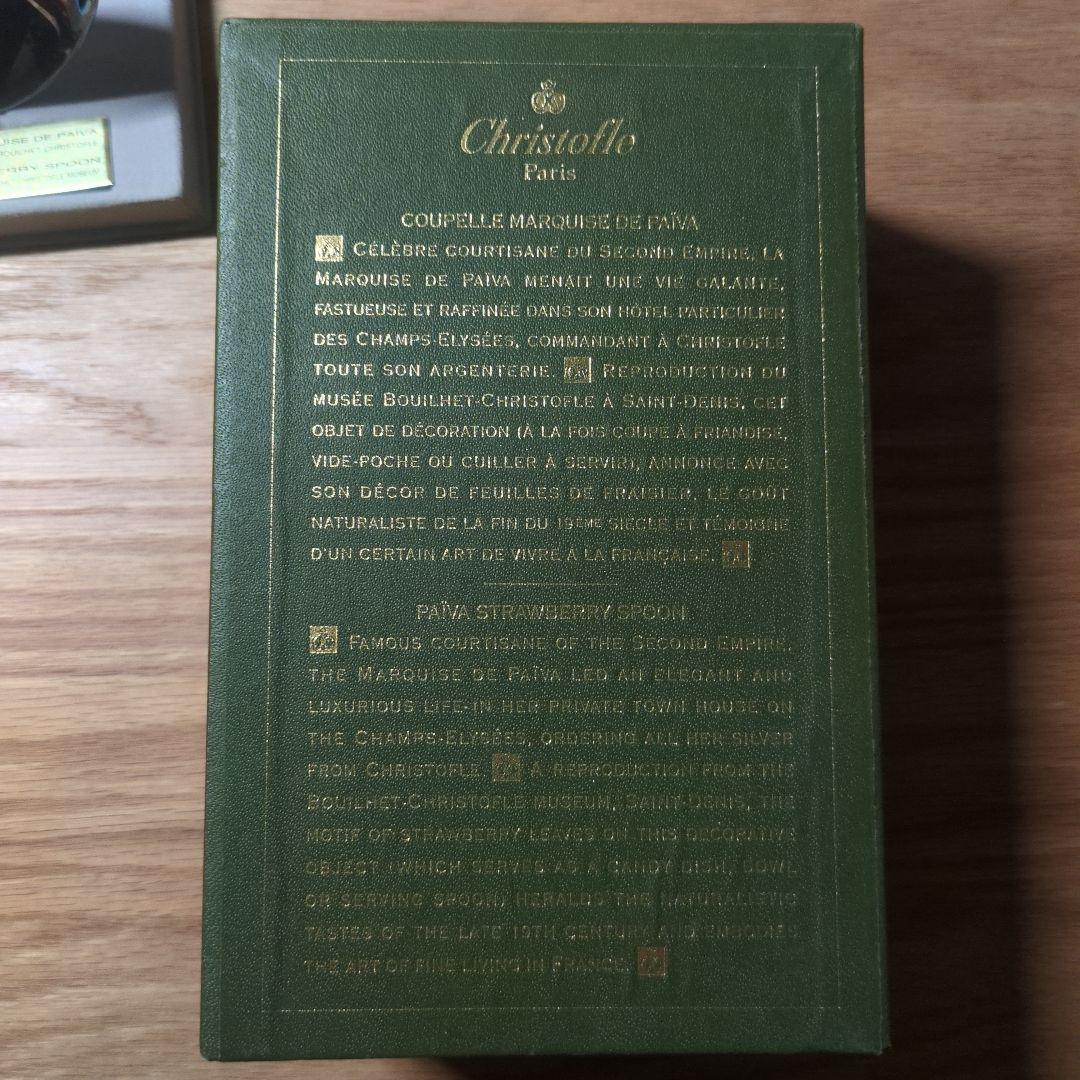 UISE DE PAÏVA
BOUILHET CHRISTOFLE
RRY SPOON
Christofle
Paris
COUPELLE MARQUISE DE PAÏVA
CÉLÈBRE COURTISANE DU SECOND EMPIRE, LA
MARQUISE DE PAÏVA MENAIT UNE VIE GALANTE,
FASTUEUSE ET RAFFINÉE DANS SON HÔTEL PARTICULIER
DES CHAMPS-ELYSÉES, COMMANDANT À CHRISTOFLE
TOUTE SON ARGENTERIE. REPRODUCTION DU
MUSÉE BOUILHET-CHRISTOFLE À SAINT-DENIS, CET
OBJET DE DÉCORATION (À LA FOIS COUPE À FRIANDISE,
VIDE-POCHE OU CUILLER À SERVIR), ANNONCE AVEC
SON DÉCOR DE FEUILLES DE FRAISIER, LE GOÛT
NATURALISTE DE LA FIN DU 19ÈME SIÈCLE ET TÉMOIGNE
D'UN CERTAIN ART DE VIVRE À LA FRANÇAISE.
PAÏVA STRAWBERRY SPOON
FAMOUS COURTISANE OF THE SECOND EMPIRE,
THE MARQUISE DE PAÏVA LED AN ELEGANT AND
LUXURIOUS LIFE-IN HER PRIVATE TOWN HOUSE ON
THE CHAMPS-ELYSÉES, ORDERING ALL HER SILVER
FROM CHRISTOFLE A REPRODUCTION FROM THE
BOUILHET-CHRISTOFLE MUSEUM, SAINT-DENIS, THE
MOTIF OF STRAWBERRY LEAVES ON THIS DECORATIVE
OBJECT (WHICH SERVES AS A CANDY DISH, BOWL
OR SERVING SPOON) HERALDS THE NATURALISTIC
TASTES OF THE LATE 19TH CENTURY AND EMBODIES
THE ART OF FINE LIVING IN FRANCE.